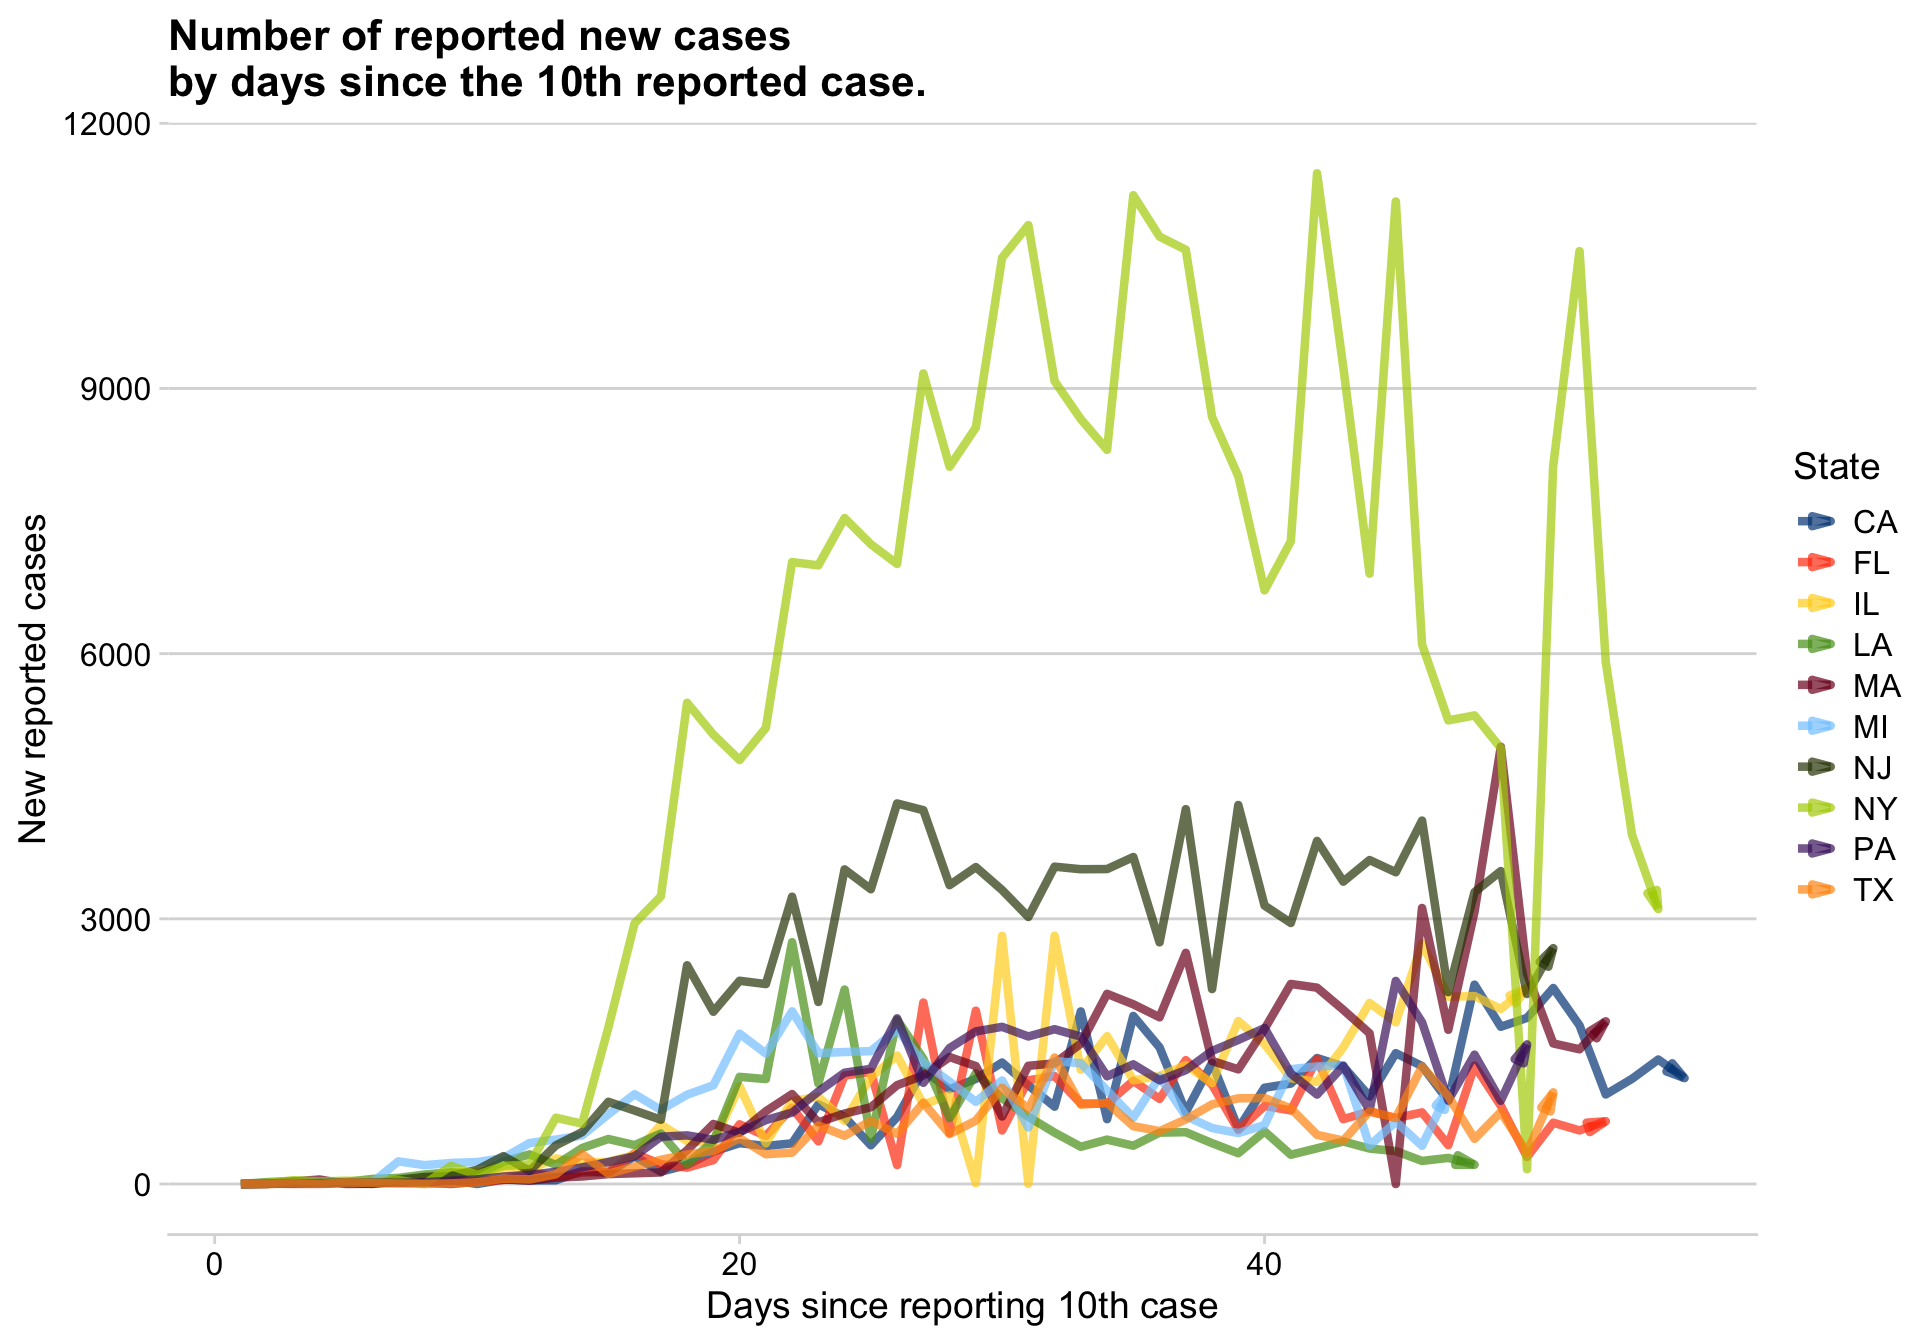 Number of reported new cases
by days since the 10th reported case.
12000
9000
6000
3000
0
New reported cases
0 20 40
Days since reporting 10th case
State
CA
FL
IL
LA
MA
MI
NJ
NY
PA
TX